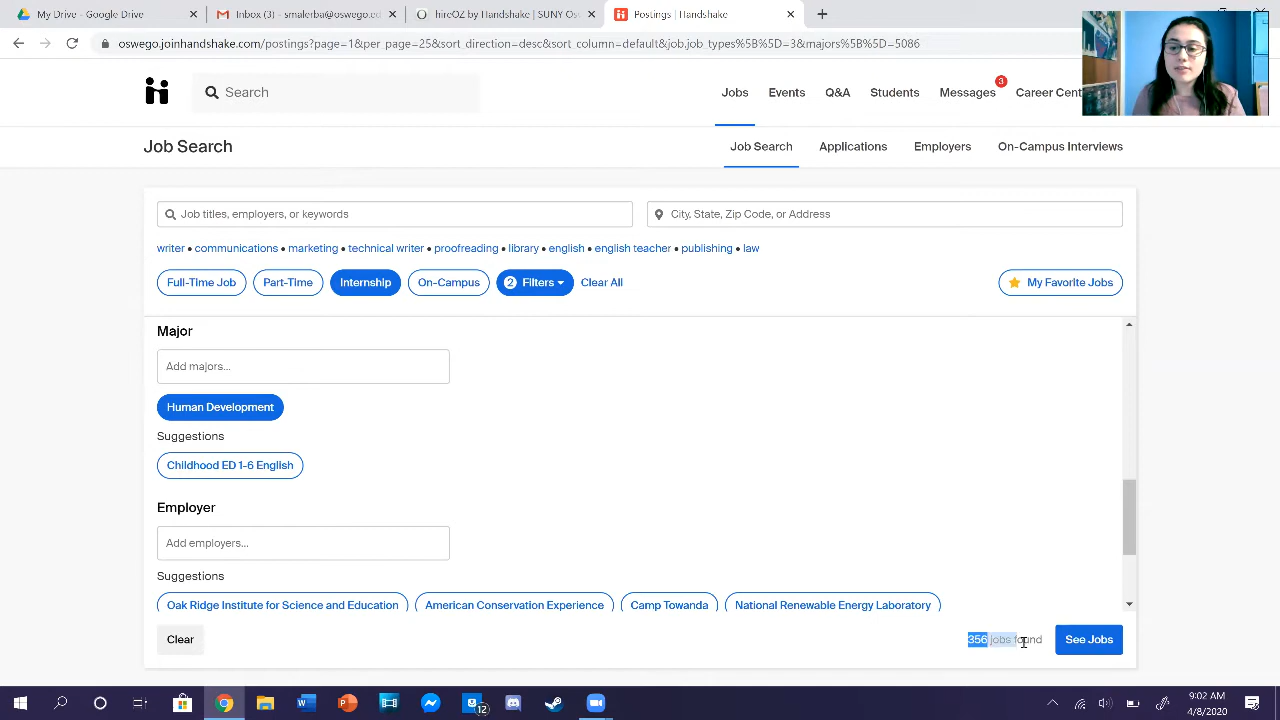 My Drive - Google Drive
Inbox (3) - malerba@oswego.ed
hireOZ by Handshake | SUNY Osw
Postings | Handshake
oswego.joinhandshake.com/postings?page=1&per_page=25&sort_direction=desc&sort_column=default&job.job_types%5B%5D=3&majors%5B%5D=5086
Search
Jobs
Events
Q&A
Students
Messages
3
Career Cent
Job Search
Job Search
Applications
Employers
On-Campus Interviews
Job titles, employers, or keywords
City, State, Zip Code, or Address
writer • communications • marketing • technical writer • proofreading • library • english • english teacher • publishing • law
Full-Time Job
Part-Time
Internship
On-Campus
2 Filters
Clear All
My Favorite Jobs
Major
Add majors...
Human Development
Suggestions
Childhood ED 1-6 English
Employer
Add employers...
Suggestions
Oak Ridge Institute for Science and Education
American Conservation Experience
Camp Towanda
National Renewable Energy Laboratory
Clear
356 jobs found
See Jobs
12
9:02 AM
4/8/2020